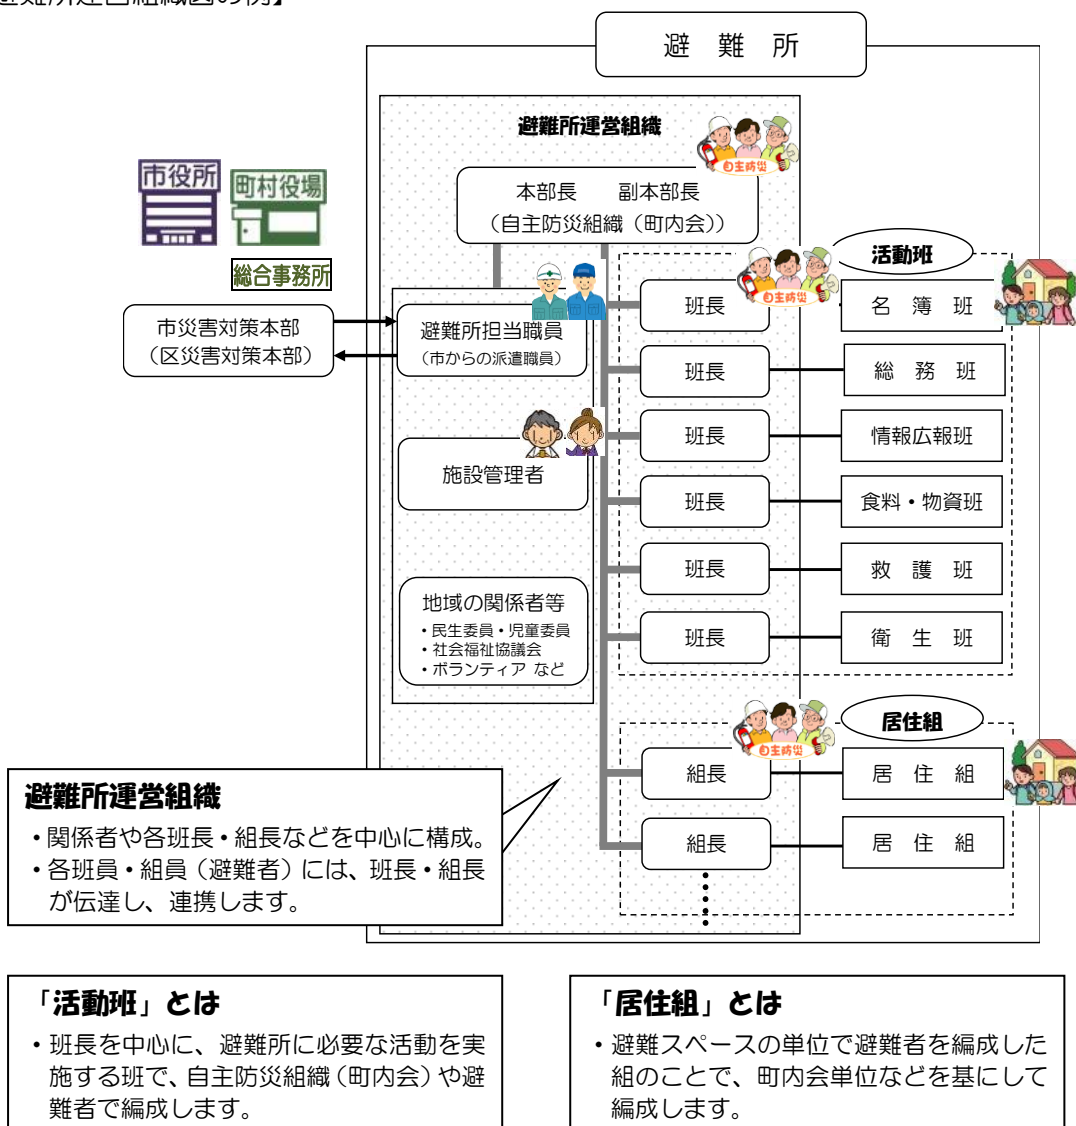 避難所運営組織図の例】
避　難　所
避難所運営組織
自主防災
本部長　　副本部長
（自主防災組織（町内会））
市役所
町村役場
総合事務所
市災害対策本部
（区災害対策本部）
避難所担当職員
（市からの派遣職員）
施設管理者
地域の関係者等
・民生委員・児童委員
・社会福祉協議会
・ボランティア など
活動班
自主防災
班長
名　簿　班
班長
総　務　班
班長
情報広報班
班長
食料・物資班
班長
救　護　班
班長
衛　生　班
居住組
自主防災
組長
居　住　組
組長
居　住　組
避難所運営組織
・関係者や各班長・組長などを中心に構成。
・各班員・組員（避難者）には、班長・組長
が伝達し、連携します。
「活動班」とは
・班長を中心に、避難所に必要な活動を実
施する班で、自主防災組織（町内会）や避
難者で編成します。
「居住組」とは
・避難スペースの単位で避難者を編成した
組のことで、町内会単位などを基にして
編成します。